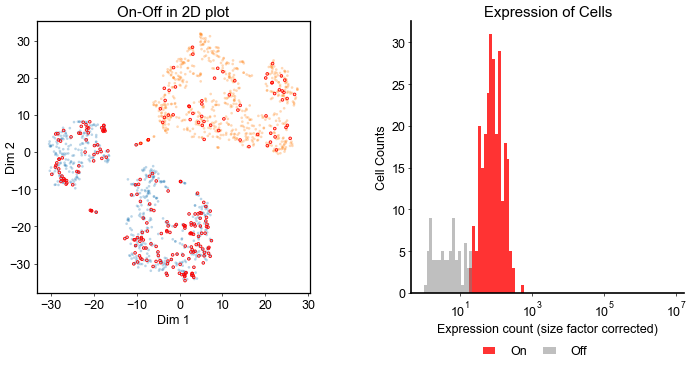 On-Off in 2D plot
Dim 2
30
20
10
0
−10
−20
−30
−30 −20 −10 0 10 20 30
Dim 1
Expression of Cells
Cell Counts
30
25
20
15
10
5
0
10^1 10^3 10^5 10^7
Expression count (size factor corrected)
On Off